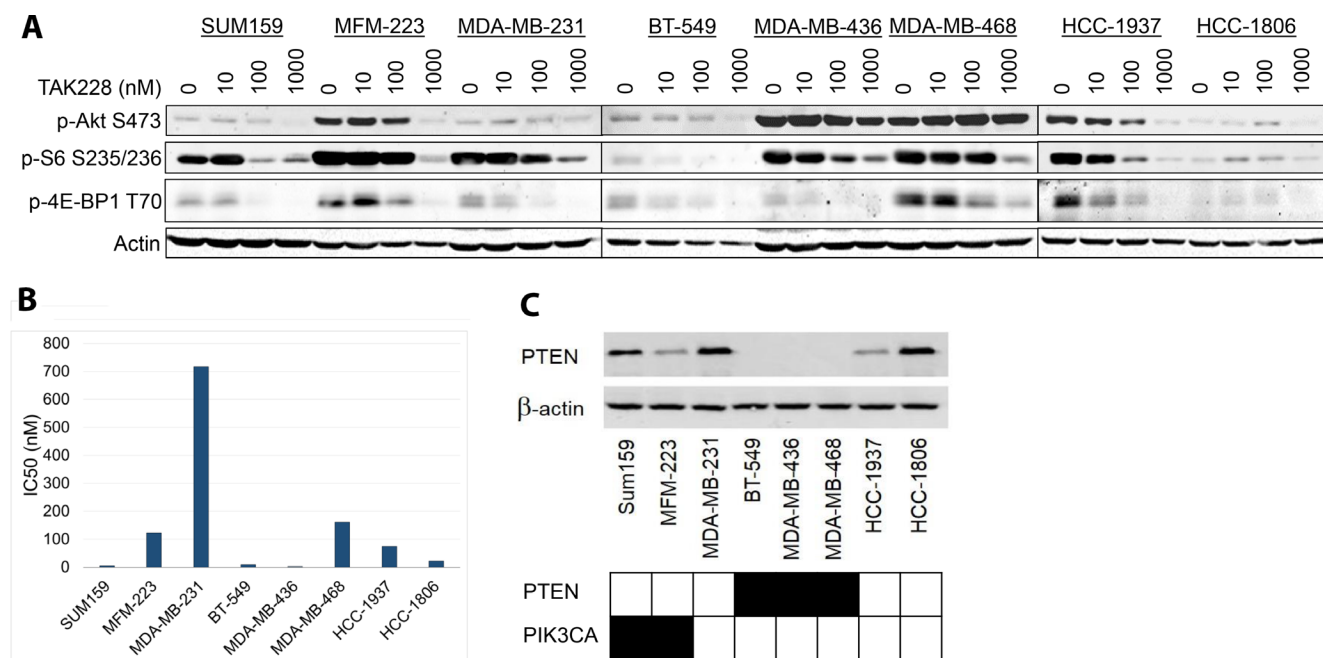 A
SUM159 MFM-223 MDA-MB-231 BT-549 MDA-MB-436 MDA-MB-468 HCC-1937 HCC-1806
TAK228 (nM) 0 10 100 1000 0 10 100 1000 0 10 100 1000 0 10 100 1000 0 10 100 1000 0 10 100 1000 0 10 100 1000 0 10 100 1000
p-Akt S473
p-S6 S235/236
p-4E-BP1 T70
Actin
B
800
700
600
500
400
300
200
100
0
IC50 (nM)
SUM159 MFM-223 MDA-MB-231 BT-549 MDA-MB-436 MDA-MB-468 HCC-1937 HCC-1806
C
PTEN
β-actin
Sum159 MFM-223 MDA-MB-231 BT-549 MDA-MB-436 MDA-MB-468 HCC-1937 HCC-1806
PTEN
PIK3CA